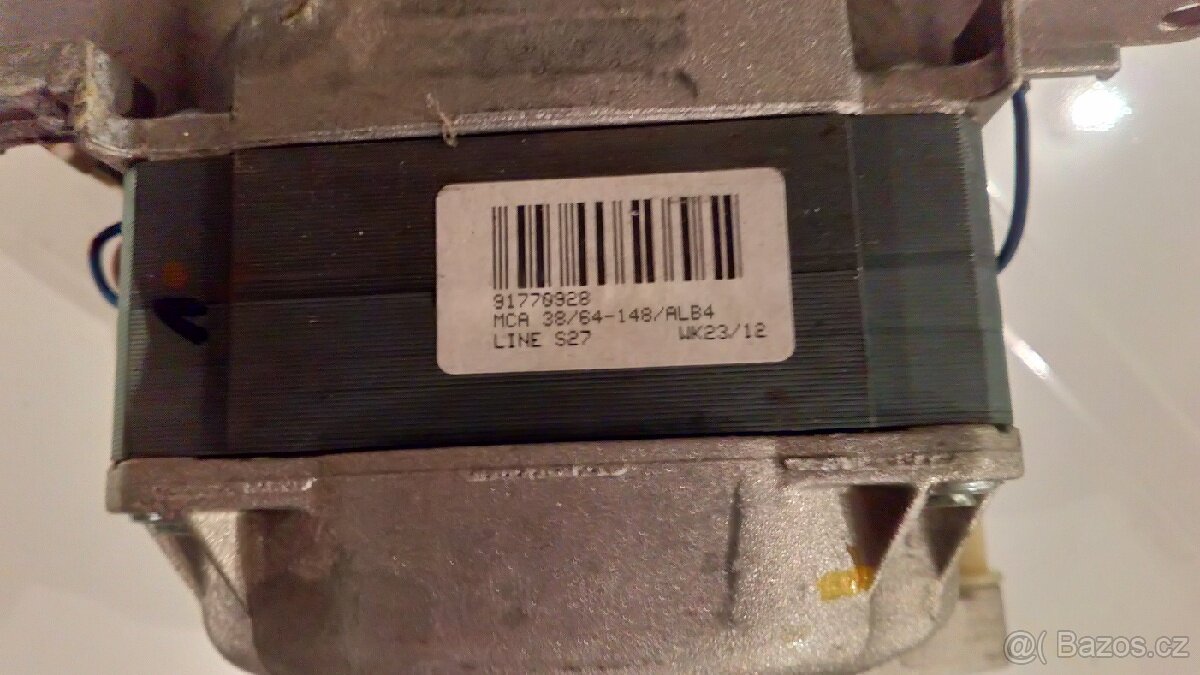 91770928
MCA 38/64-148/ALB4
LINE S27 WK23/12
@( Bazos.cz